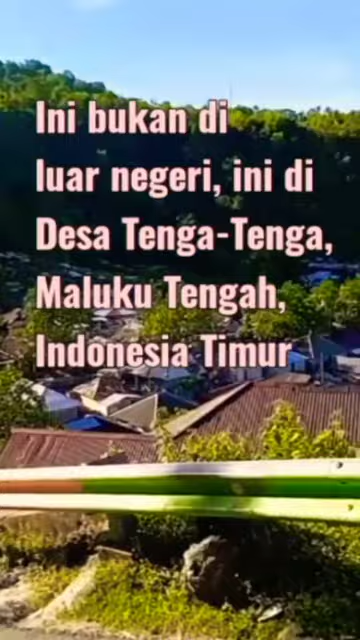 Ini bukan di
luar negeri, ini di
Desa Tenga-Tenga,
Maluku Tengah,
Indonesia Timur